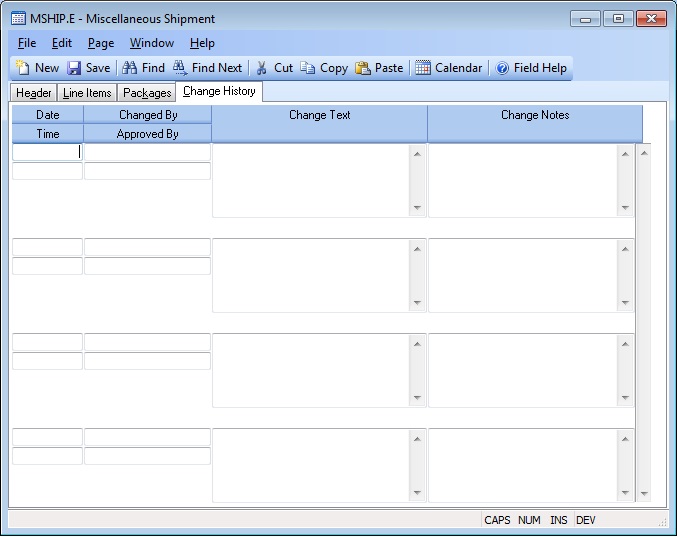 MSHIP.E - Miscellaneous Shipment
File Edit Page Window Help
New Save Find Find Next Cut Copy Paste Calendar Field Help
Header Line Items Packages Change History
Date Changed By Change Text Change Notes
Time Approved By
CAPS NUM INS DEV